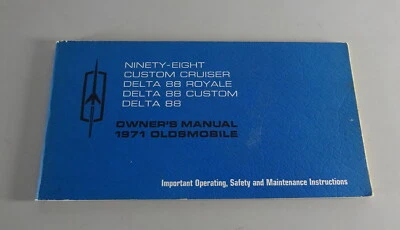 NINETY-EIGHT
CUSTOM CRUISER
DELTA 88 ROYALE
DELTA 88 CUSTOM
DELTA 88
OWNER'S MANUAL
1971 OLDSMOBILE
Important Operating, Safety and Maintenance Instructions